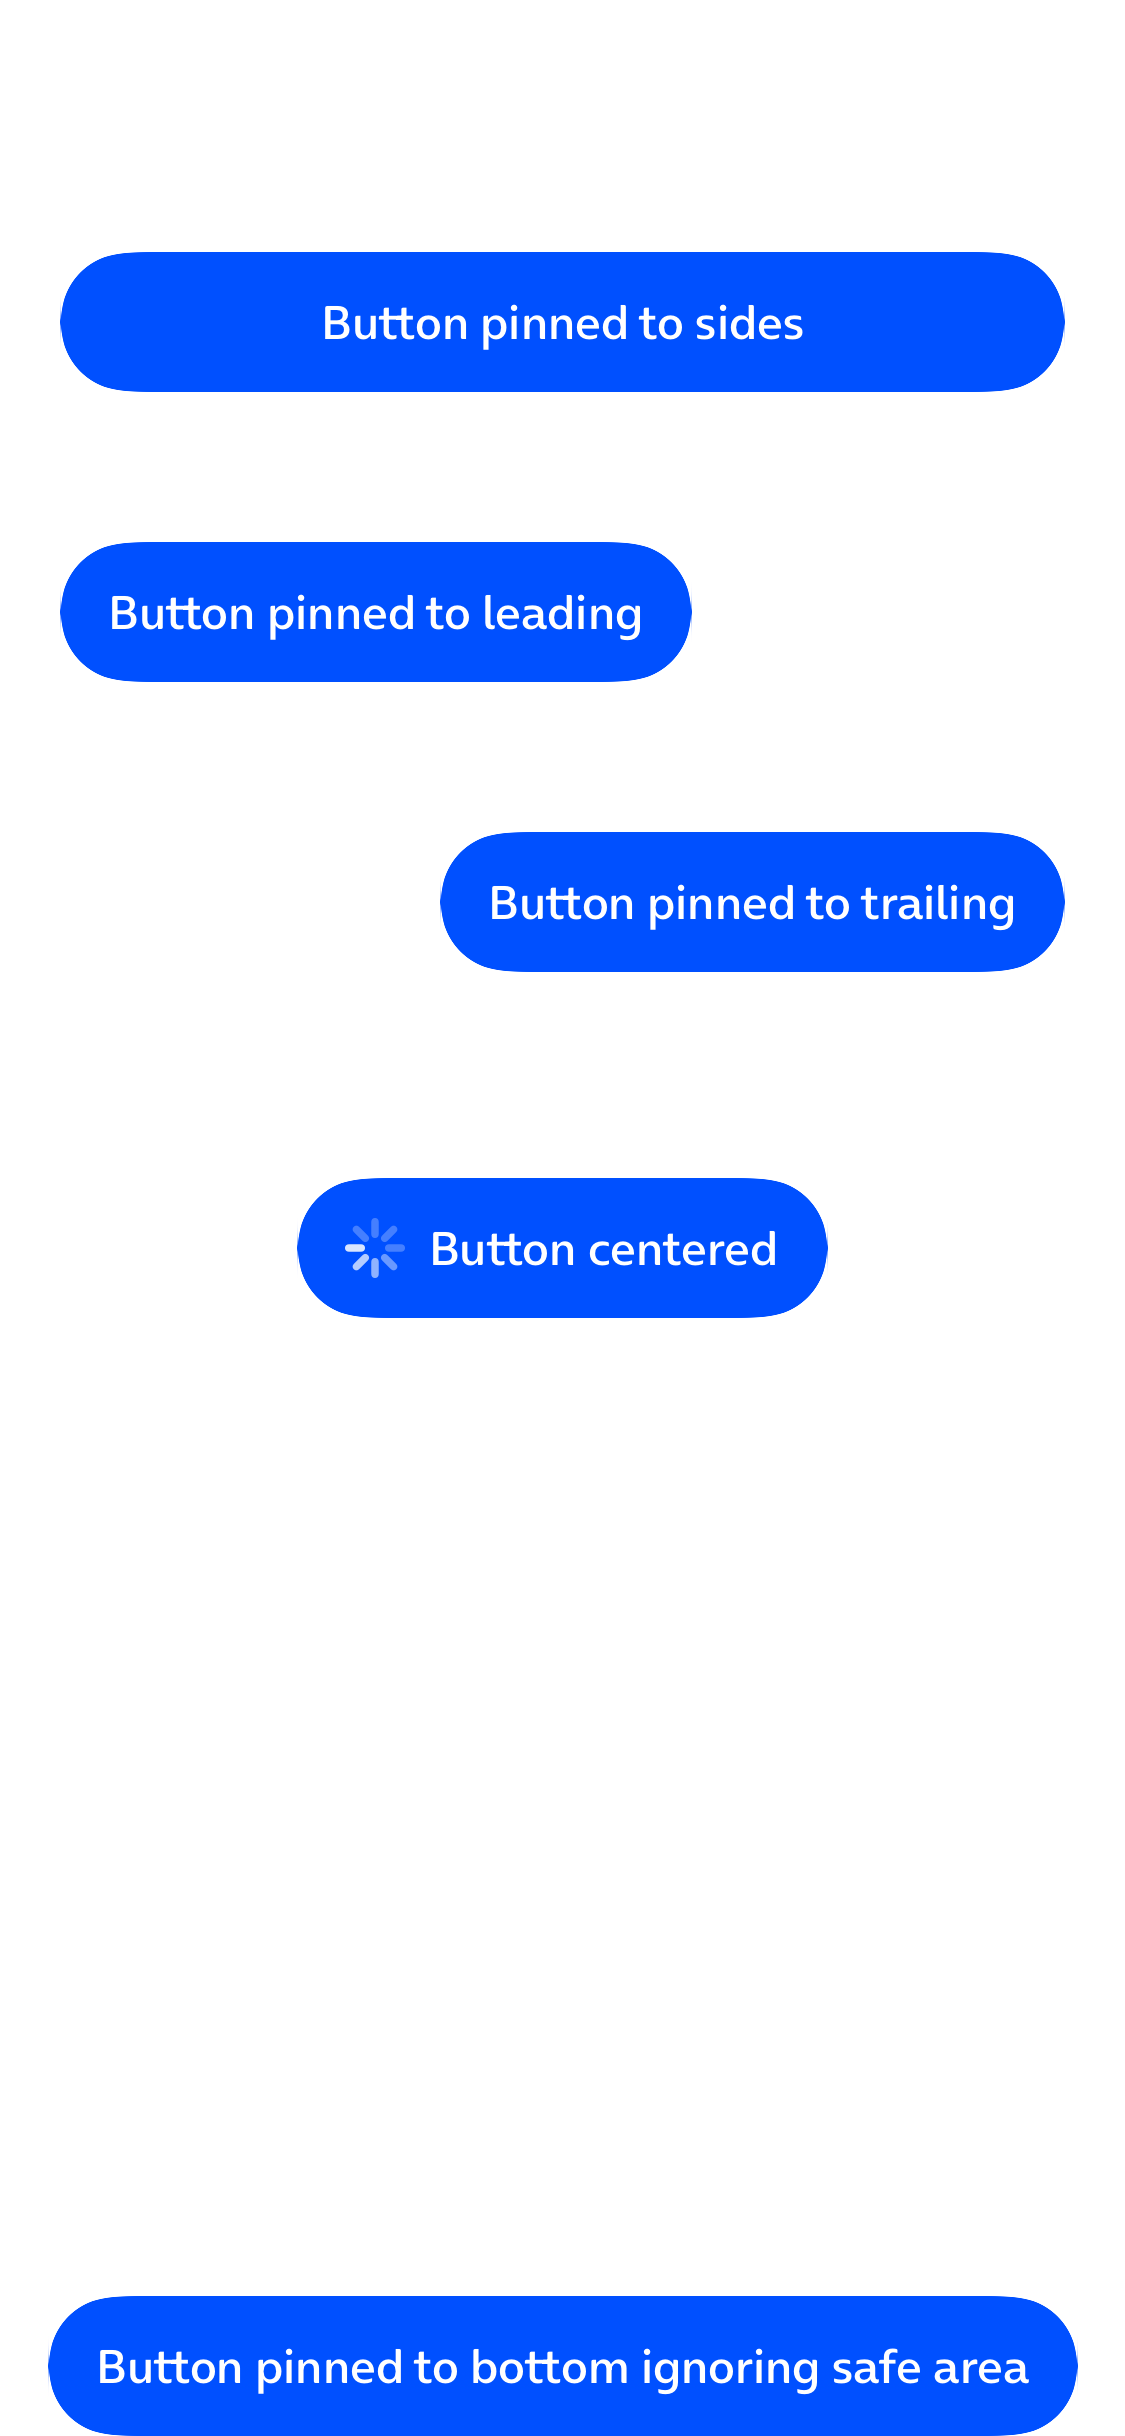 Button pinned to sides
Button pinned to leading
Button pinned to trailing
Button centered
Button pinned to bottom ignoring safe area